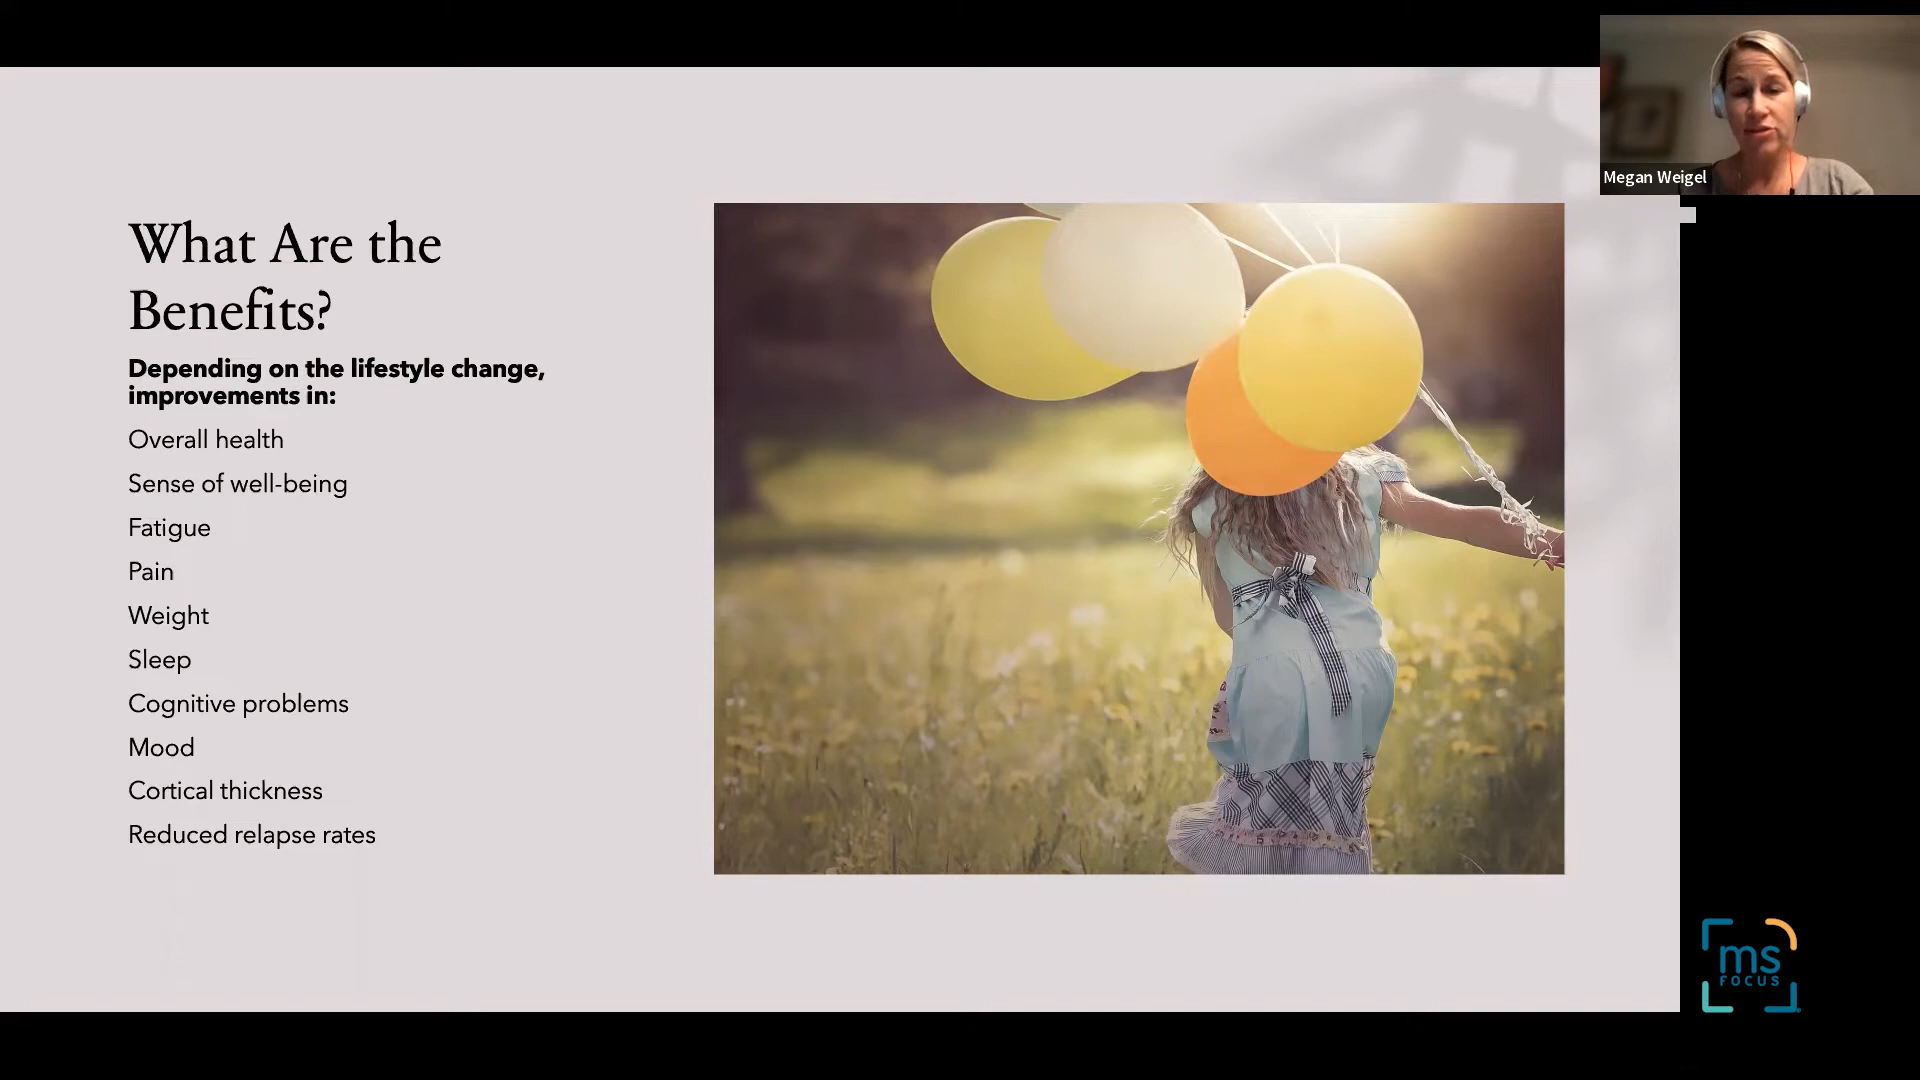 Megan Weigel
What Are the
Benefits?
Depending on the lifestyle change,
improvements in:
Overall health
Sense of well-being
Fatigue
Pain
Weight
Sleep
Cognitive problems
Mood
Cortical thickness
Reduced relapse rates
ms
FOCUS